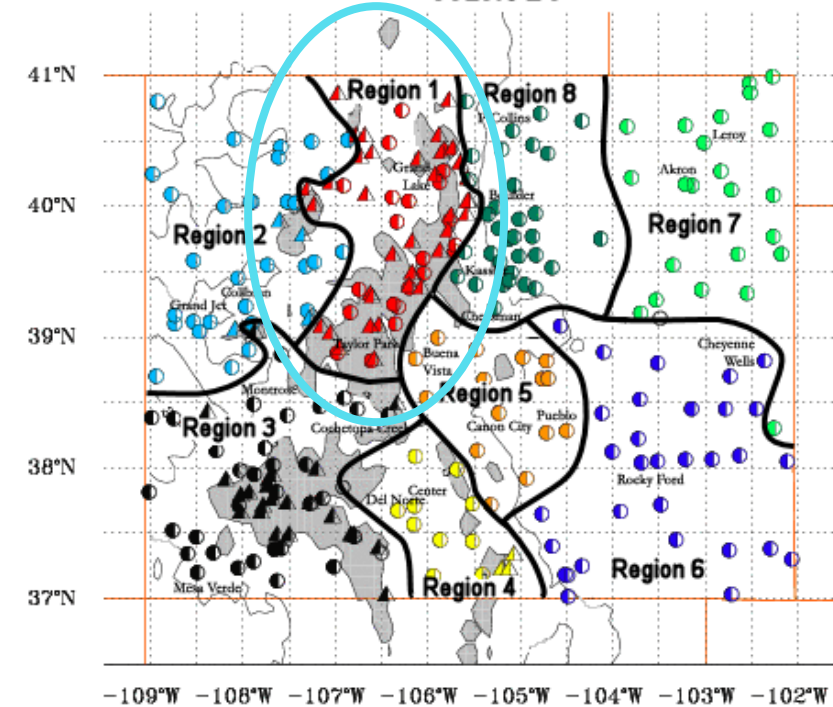 41°N
40°N
39°N
38°N
37°N
Region 1
Region 8
Collins
Leroy
Akron
Grand
Lake
Region 7
Region 2
Grand Jct
Taylor Park
Buena
Vista
Cheyenne
Wells
Montrose
Region 5
Region 3
Canon City
Pueblo
Cochetopa Creek
Rocky Ford
Center
Del Norte
Mesa Verde
Region 4
Region 6
-109°W -108°W -107°W -106°W -105°W -104°W -103°W -102°W